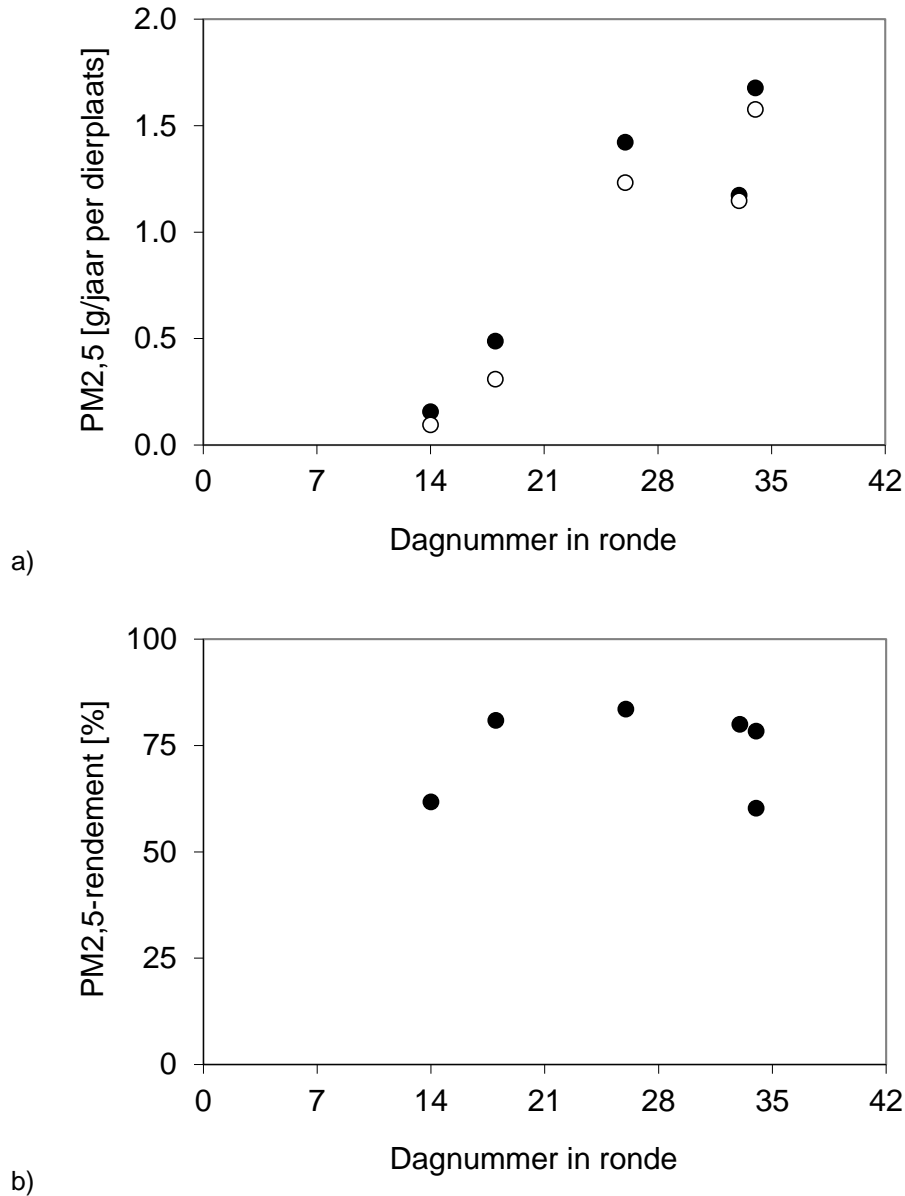 PM2,5 [g/jaar per dierplaats]
2.0
1.5
1.0
0.5
0.0
0 7 14 21 28 35 42
Dagnummer in ronde
a)
PM2,5-rendement [%]
100
75
50
25
0
0 7 14 21 28 35 42
Dagnummer in ronde
b)